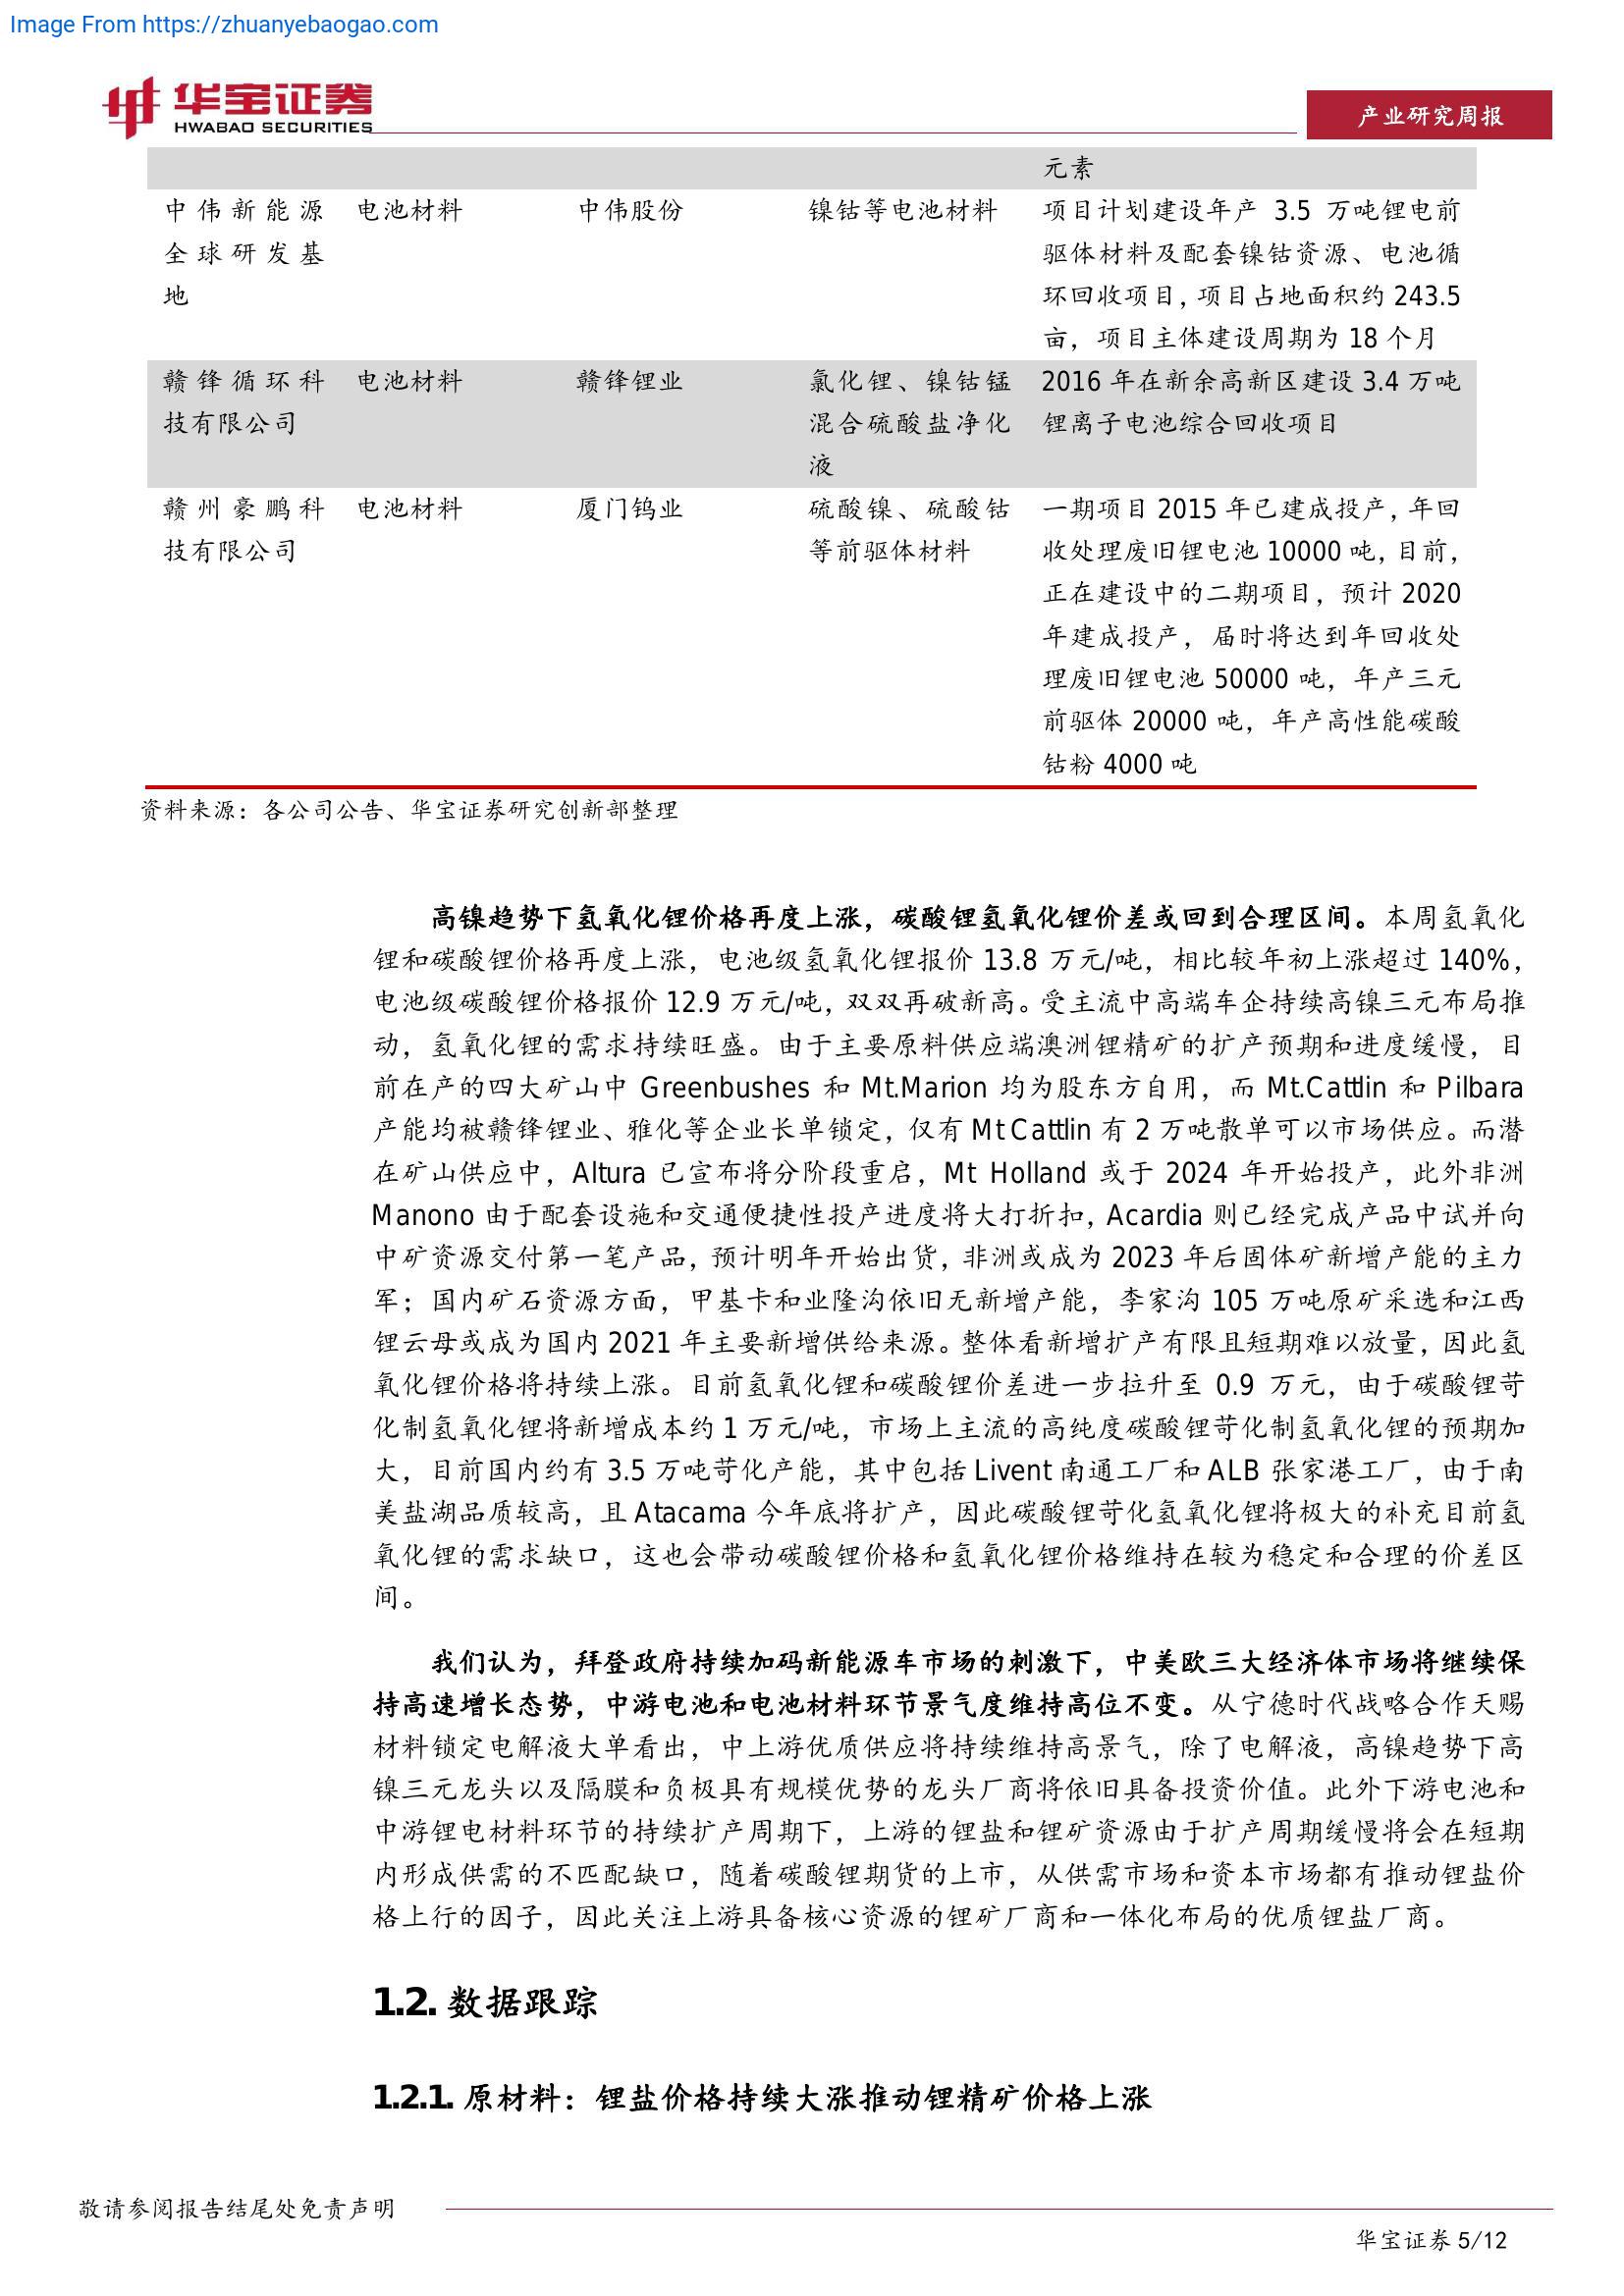 Image From https://zhuanyebaogao.com
华宝证券
HWABAO SECURITIES
产业研究周报
元素
中伟新能源 电池材料 中伟股份 镍钴等电池材料 项目计划建设年产 3.5 万吨锂电前
全球研发基 驱体材料及配套镍钴资源、电池循
地 环回收项目，项目占地面积约 243.5
亩，项目主体建设周期为 18 个月
赣锋循环科 电池材料 赣锋锂业 氯化锂、镍钴锰 2016 年在新余高新区建设 3.4 万吨
技有限公司 混合硫酸盐净化 锂离子电池综合回收项目
液
赣州豪鹏科 电池材料 厦门钨业 硫酸镍、硫酸钴 一期项目 2015 年已建成投产，年回
技有限公司 等前驱体材料 收处理废旧锂电池 10000 吨，目前，
正在建设中的二期项目，预计 2020
年建成投产，届时将达到年回收处
理废旧锂电池 50000 吨，年产三元
前驱体 20000 吨，年产高性能碳酸
钴粉 4000 吨
资料来源：各公司公告、华宝证券研究创新部整理
高镍趋势下氢氧化锂价格再度上涨，碳酸锂氢氧化锂价差或回到合理区间。本周氢氧化
锂和碳酸锂价格再度上涨，电池级氢氧化锂报价 13.8 万元/吨，相比较年初上涨超过 140%，
电池级碳酸锂价格报价 12.9 万元/吨，双双再破新高。受主流中高端车企持续高镍三元布局推
动，氢氧化锂的需求持续旺盛。由于主要原料供应端澳洲锂精矿的扩产预期和进度缓慢，目
前在产的四大矿山中 Greenbushes 和 Mt.Marion 均为股东方自用，而 Mt.Cattlin 和 Pilbara
产能均被赣锋锂业、雅化等企业长单锁定，仅有 Mt Cattlin 有 2 万吨散单可以市场供应。而潜
在矿山供应中，Altura 已宣布将分阶段重启，Mt Holland 或于 2024 年开始投产，此外非洲
Manono 由于配套设施和交通便捷性投产进度将大打折扣，Acardia 则已经完成产品中试并向
中矿资源交付第一笔产品，预计明年开始出货，非洲或成为 2023 年后固体矿新增产能的主力
军；国内矿石资源方面，甲基卡和业隆沟依旧无新增产能，李家沟 105 万吨原矿采选和江西
锂云母或成为国内 2021 年主要新增供给来源。整体看新增扩产有限且短期难以放量，因此氢
氧化锂价格将持续上涨。目前氢氧化锂和碳酸锂价差进一步拉升至 0.9 万元，由于碳酸锂苛
化制氢氧化锂将新增成本约 1 万元/吨，市场上主流的高纯度碳酸锂苛化制氢氧化锂的预期加
大，目前国内约有 3.5 万吨苛化产能，其中包括 Livent 南通工厂和 ALB 张家港工厂，由于南
美盐湖品质较高，且 Atacama 今年底将扩产，因此碳酸锂苛化氢氧化锂将极大的补充目前氢
氧化锂的需求缺口，这也会带动碳酸锂价格和氢氧化锂价格维持在较为稳定和合理的价差区
间。
我们认为，拜登政府持续加码新能源车市场的刺激下，中美欧三大经济体市场将继续保
持高速增长态势，中游电池和电池材料环节景气度维持高位不变。从宁德时代战略合作天赐
材料锁定电解液大单看出，中上游优质供应将持续维持高景气，除了电解液，高镍趋势下高
镍三元龙头以及隔膜和负极具有规模优势的龙头厂商将依旧具备投资价值。此外下游电池和
中游锂电材料环节的持续扩产周期下，上游的锂盐和锂矿资源由于扩产周期缓慢将会在短期
内形成供需的不匹配缺口，随着碳酸锂期货的上市，从供需市场和资本市场都有推动锂盐价
格上行的因子，因此关注上游具备核心资源的锂矿厂商和一体化布局的优质锂盐厂商。
1.2. 数据跟踪
1.2.1. 原材料：锂盐价格持续大涨推动锂精矿价格上涨
敬请参阅报告结尾处免责声明
华宝证券 5/12